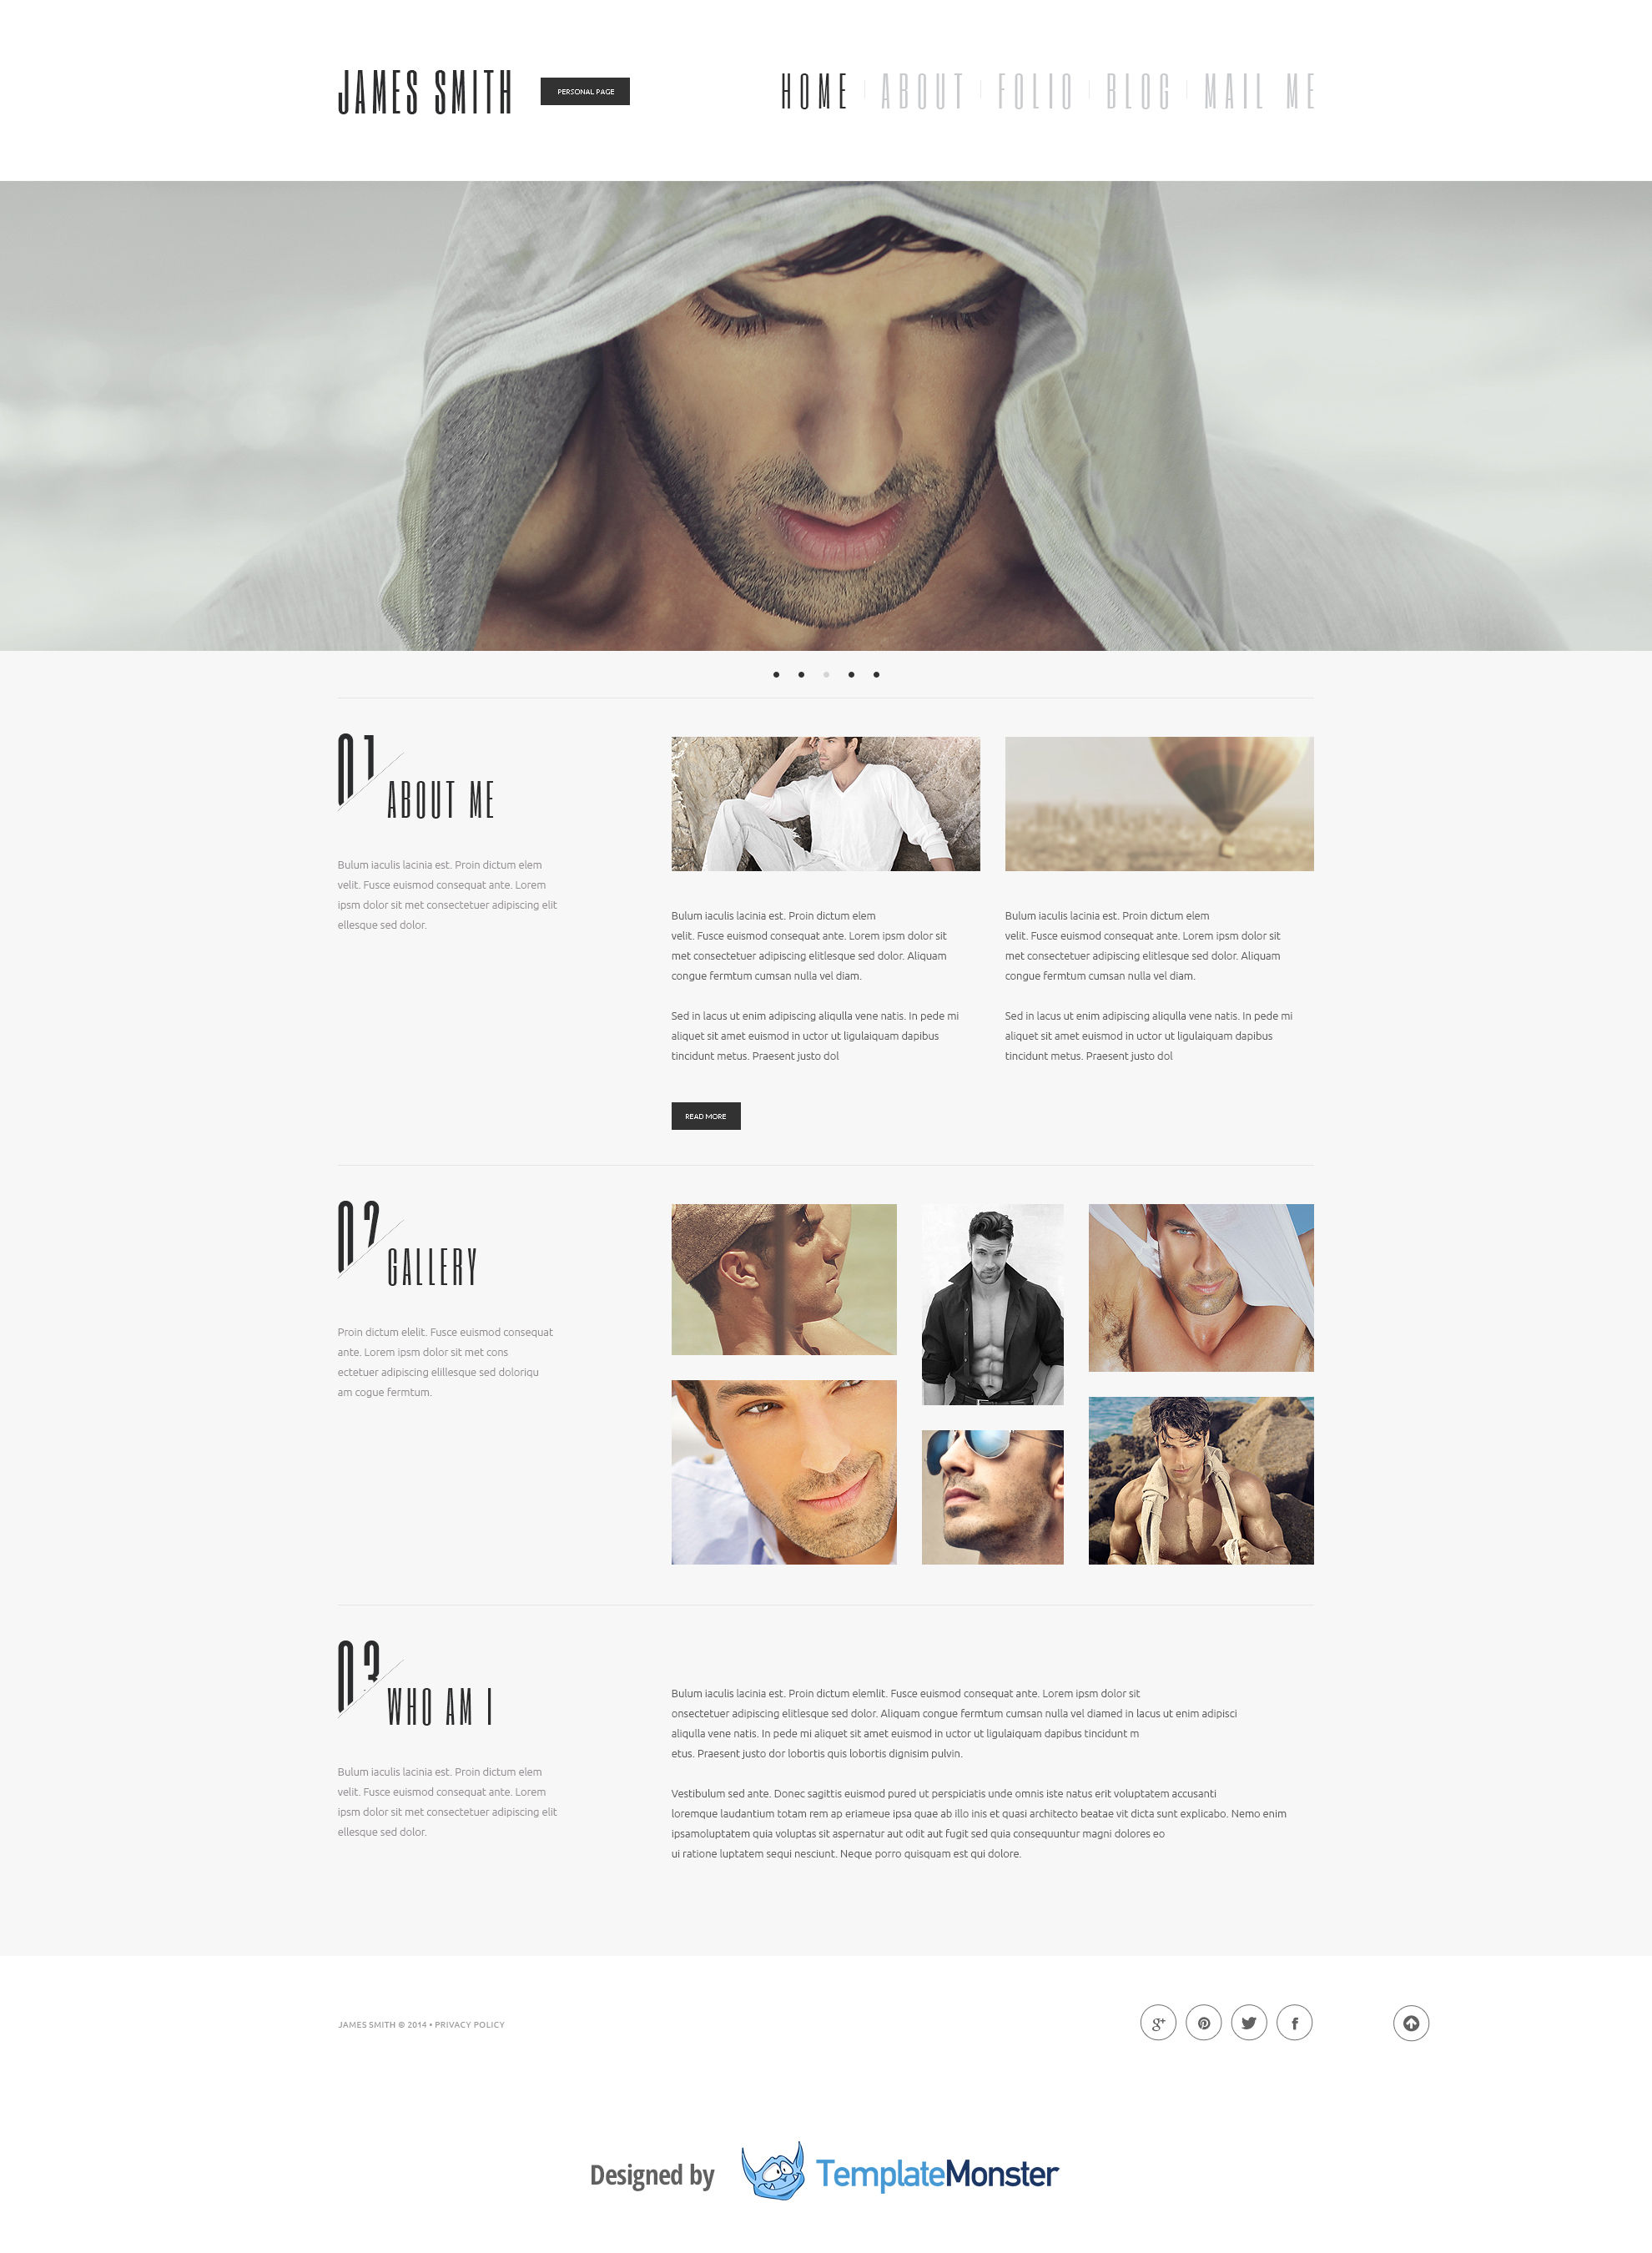 JAMES SMITH
PERSONAL PAGE
HOME
ABOUT
FOLIO
BLOG
MAIL ME
01
ABOUT ME
Bulum iaculis lacinia est. Proin dictum elem
velit. Fusce euismod consequat ante. Lorem
ipsm dolor sit met consectetuer adipiscing elit
ellesque sed dolor.
Bulum iaculis lacinia est. Proin dictum elem
velit. Fusce euismod consequat ante. Lorem ipsm dolor sit
met consectetuer adipiscing elitlesque sed dolor. Aliquam
congue fermtum cumsan nulla vel diam.
Sed in lacus ut enim adipiscing aliqulla vene natis. In pede mi
aliquet sit amet euismod in uctor ut ligulaiquam dapibus
tincidunt metus. Praesent justo dol
READ MORE
Bulum iaculis lacinia est. Proin dictum elem
velit. Fusce euismod consequat ante. Lorem ipsm dolor sit
met consectetuer adipiscing elitlesque sed dolor. Aliquam
congue fermtum cumsan nulla vel diam.
Sed in lacus ut enim adipiscing aliqulla vene natis. In pede mi
aliquet sit amet euismod in uctor ut ligulaiquam dapibus
tincidunt metus. Praesent justo dol
02
GALLERY
Proin dictum elelit. Fusce euismod consequat
ante. Lorem ipsm dolor sit met cons
ectetuer adipiscing elillesque sed doloriqu
am cogue fermtum.
03
WHO AM I
Bulum iaculis lacinia est. Proin dictum elem
velit. Fusce euismod consequat ante. Lorem
ipsm dolor sit met consectetuer adipiscing elit
ellesque sed dolor.
Bulum iaculis lacinia est. Proin dictum elemlit. Fusce euismod consequat ante. Lorem ipsm dolor sit
onsectetuer adipiscing elitlesque sed dolor. Aliquam congue fermtum cumsan nulla vel diamed in lacus ut enim adipisci
aliqulla vene natis. In pede mi aliquet sit amet euismod in uctor ut ligulaiquam dapibus tincidunt m
etus. Praesent justo dor lobortis quis lobortis dignisim pulvin.
Vestibulum sed ante. Donec sagittis euismod pured ut perspiciatis unde omnis iste natus erit voluptatem accusanti
loremque laudantium totam rem ap eriameue ipsa quae ab illo inis et quasi architecto beatae vit dicta sunt explicabo. Nemo enim
ipsamoluptatem quia voluptas sit aspernatur aut odit aut fugit sed quia consequuntur magni dolores eo
ui ratione luptatem sequi nesciunt. Neque porro quisquam est qui dolore.
JAMES SMITH © 2014 • PRIVACY POLICY
Designed by
TemplateMonster